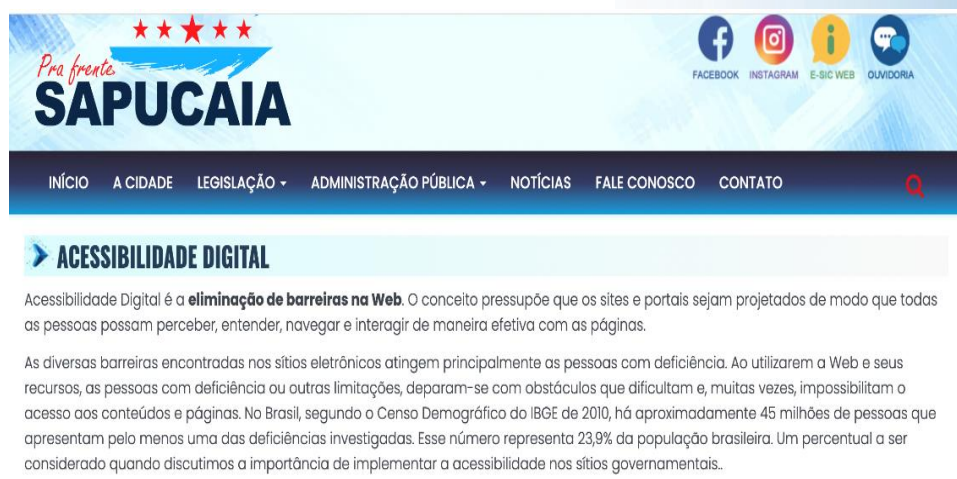 Pra frente
SAPUCAIA
FACEBOOK INSTAGRAM E-SIC WEB OUVIDORIA
INÍCIO A CIDADE LEGISLAÇÃO ADMINISTRAÇÃO PÚBLICA NOTÍCIAS FALE CONOSCO CONTATO
ACESSIBILIDADE DIGITAL
Acessibilidade Digital é a eliminação de barreiras na Web. O conceito pressupõe que os sites e portais sejam projetados de modo que todas
as pessoas possam perceber, entender, navegar e interagir de maneira efetiva com as páginas.
As diversas barreiras encontradas nos sítios eletrônicos atingem principalmente as pessoas com deficiência. Ao utilizarem a Web e seus
recursos, as pessoas com deficiência ou outras limitações, deparam-se com obstáculos que dificultam e, muitas vezes, impossibilitam o
acesso aos conteúdos e páginas. No Brasil, segundo o Censo Demográfico do IBGE de 2010, há aproximadamente 45 milhões de pessoas que
apresentam pelo menos uma das deficiências investigadas. Esse número representa 23,9% da população brasileira. Um percentual a ser
considerado quando discutimos a importância de implementar a acessibilidade nos sítios governamentais..